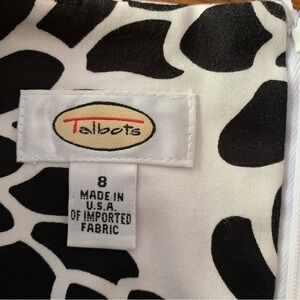 Talbots
8
MADE IN
U.S.A.
OF IMPORTED
FABRIC